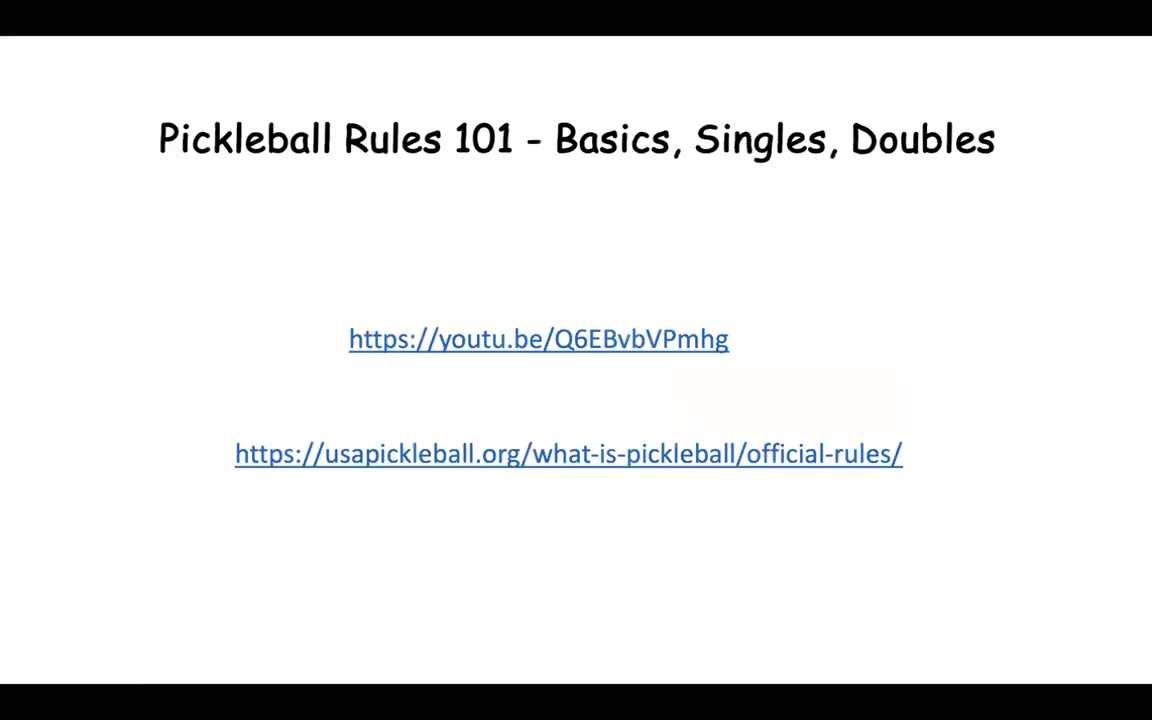 Pickleball Rules 101 - Basics, Singles, Doubles
https://youtu.be/Q6EBvbVPmhg
https://usapickleball.org/what-is-pickleball/official-rules/